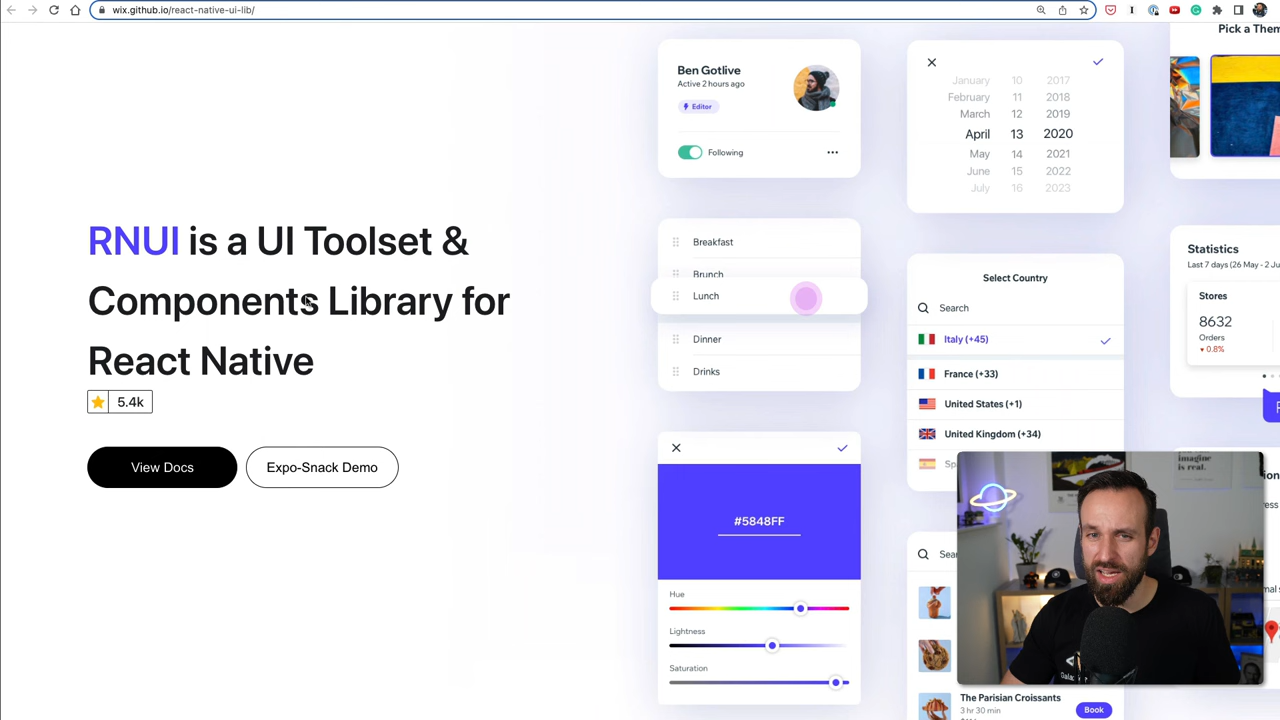 wix.github.io/react-native-ui-lib/
RNUI is a UI Toolset &
Components Library for
React Native
5.4k
View Docs
Expo-Snack Demo
Ben Gotlive
Active 2 hours ago
Editor
Following
Breakfast
Brunch
Lunch
Dinner
Drinks
#5848FF
Hue
Lightness
Saturation
January 10 2017
February 11 2018
March 12 2019
April 13 2020
May 14 2021
June 15 2022
July 16 2023
Select Country
Search
Italy (+45)
France (+33)
United States (+1)
United Kingdom (+34)
The Parisian Croissants
3 hr 30 min
Book
Pick a
Statistics
Last 7 days (26 May - 2
Stores
8632
Orders
0.8%
imagine
is real.